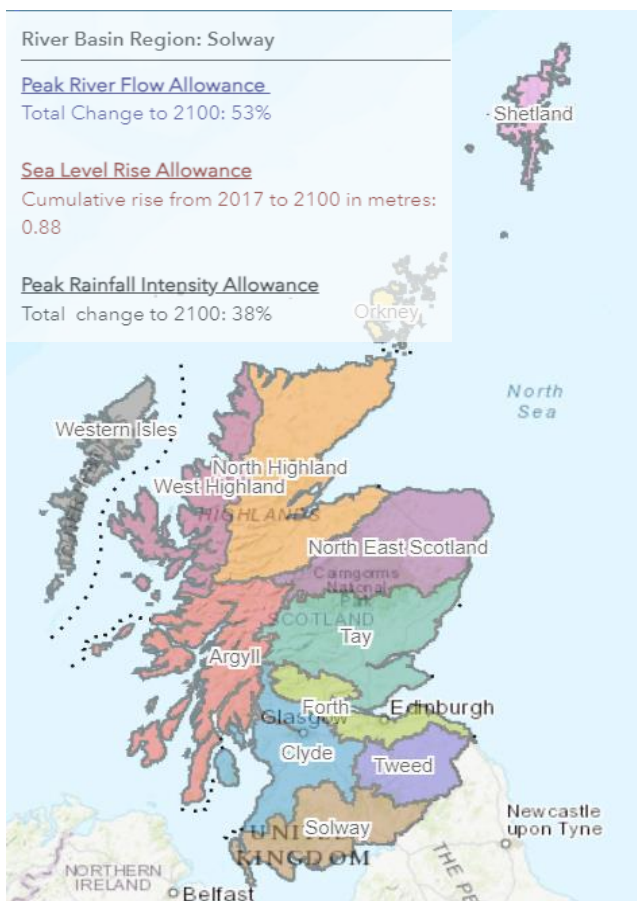 River Basin Region: Solway
Peak River Flow Allowance
Total Change to 2100: 53%
Sea Level Rise Allowance
Cumulative rise from 2017 to 2100 in metres:
0.88
Peak Rainfall Intensity Allowance
Total change to 2100: 38%
Shetland
Orkney
North
Sea
Western Isles
North Highland
West Highland
HIGHLANDS
North East Scotland
Cairngorms
National
Park
SCOTLAND
Tay
Argyll
Forth
Edinburgh
Glasgow
Clyde
Tweed
Newcastle
upon Tyne
Solway
UNITED
KINGDOM
NORTHERN
IRELAND
Belfast
THE PE